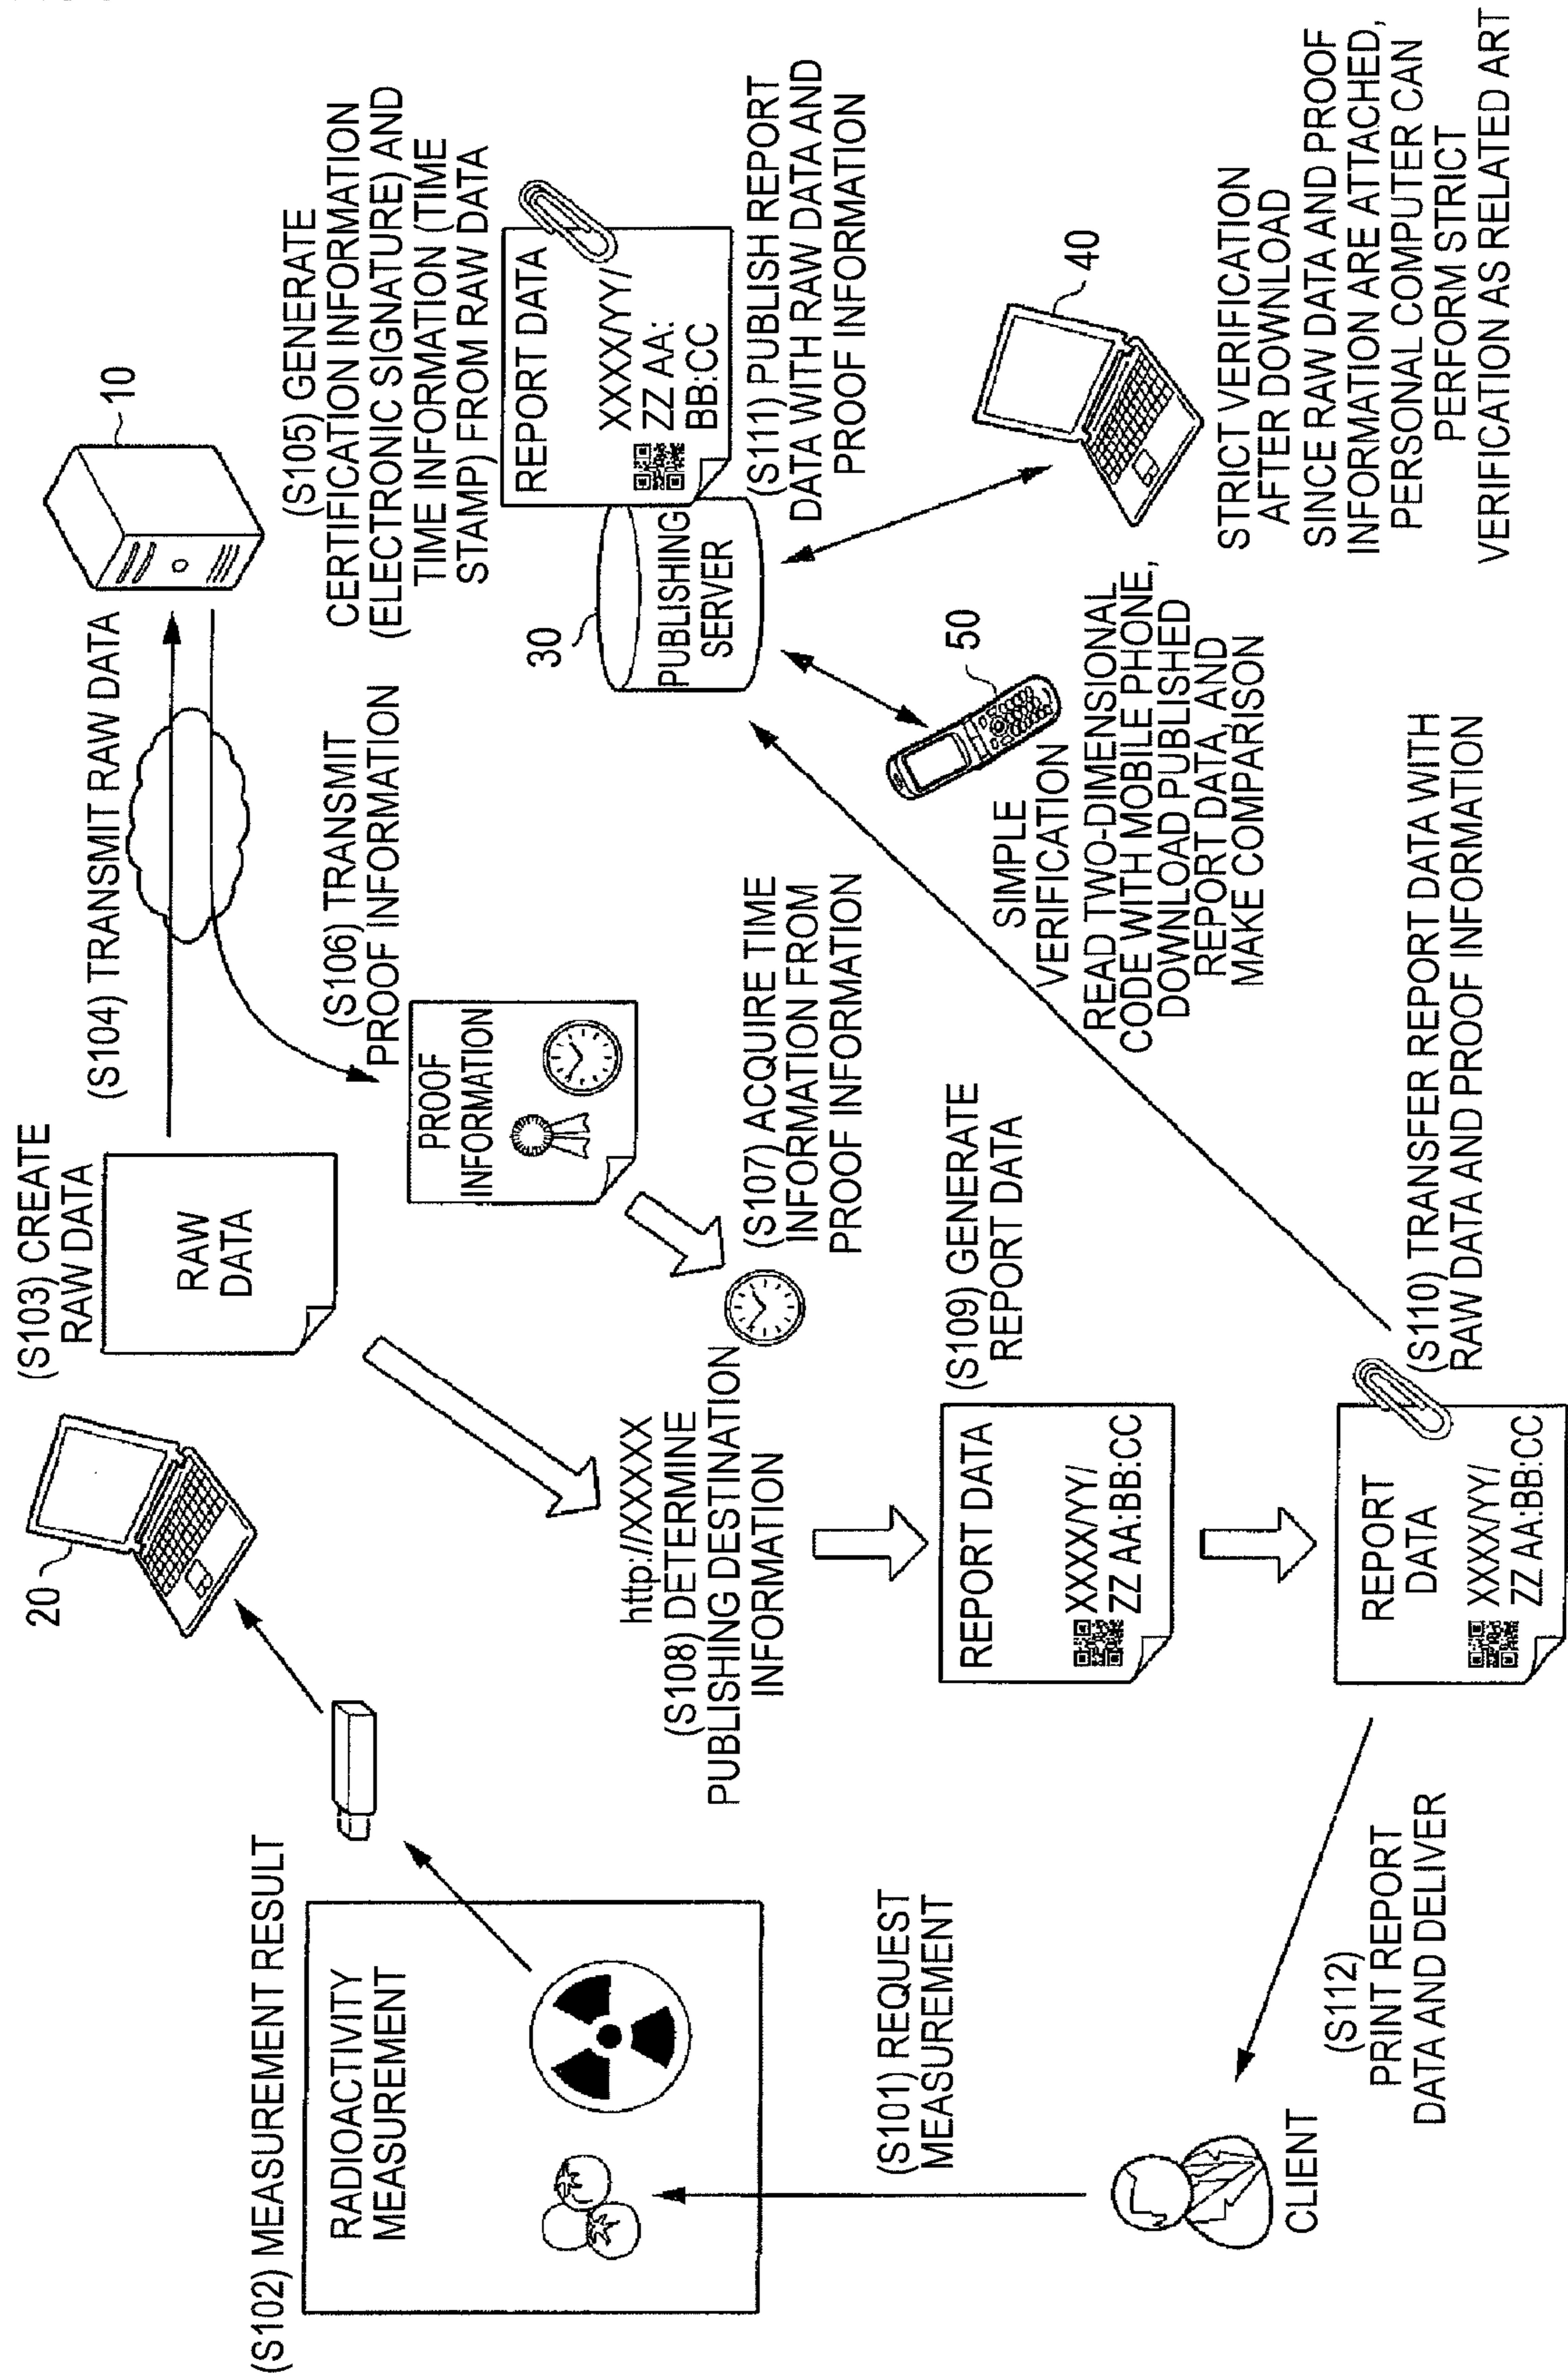 (S102) MEASUREMENT RESULT
RADIOACTIVITY
MEASUREMENT
(S101) REQUEST
MEASUREMENT
CLIENT
(S112)
PRINT REPORT
DATA AND DELIVER
20
(S103) CREATE
RAW DATA
RAW
DATA
(S104) TRANSMIT RAW DATA
10
(S105) GENERATE
CERTIFICATION INFORMATION
(ELECTRONIC SIGNATURE) AND
TIME INFORMATION (TIME
STAMP) FROM RAW DATA
(S106) TRANSMIT
PROOF INFORMATION
PROOF
INFORMATION
(S107) ACQUIRE TIME
INFORMATION FROM
PROOF INFORMATION
http://XXXXX
(S108) DETERMINE
PUBLISHING DESTINATION
INFORMATION
(S109) GENERATE
REPORT DATA
REPORT DATA
XXXX/YY/
ZZ AA:BB:CC
REPORT
DATA
XXXX/YY/
ZZ AA:BB:CC
(S110) TRANSFER REPORT DATA WITH
RAW DATA AND PROOF INFORMATION
30
PUBLISHING
SERVER
REPORT DATA
XXXX/YY/
ZZ AA:
BB:CC
(S111) PUBLISH REPORT
DATA WITH RAW DATA AND
PROOF INFORMATION
50
SIMPLE
VERIFICATION
READ TWO-DIMENSIONAL
CODE WITH MOBILE PHONE,
DOWNLOAD PUBLISHED
REPORT DATA, AND
MAKE COMPARISON
40
STRICT VERIFICATION
AFTER DOWNLOAD
SINCE RAW DATA AND PROOF
INFORMATION ARE ATTACHED,
PERSONAL COMPUTER CAN
PERFORM STRICT
VERIFICATION AS RELATED ART